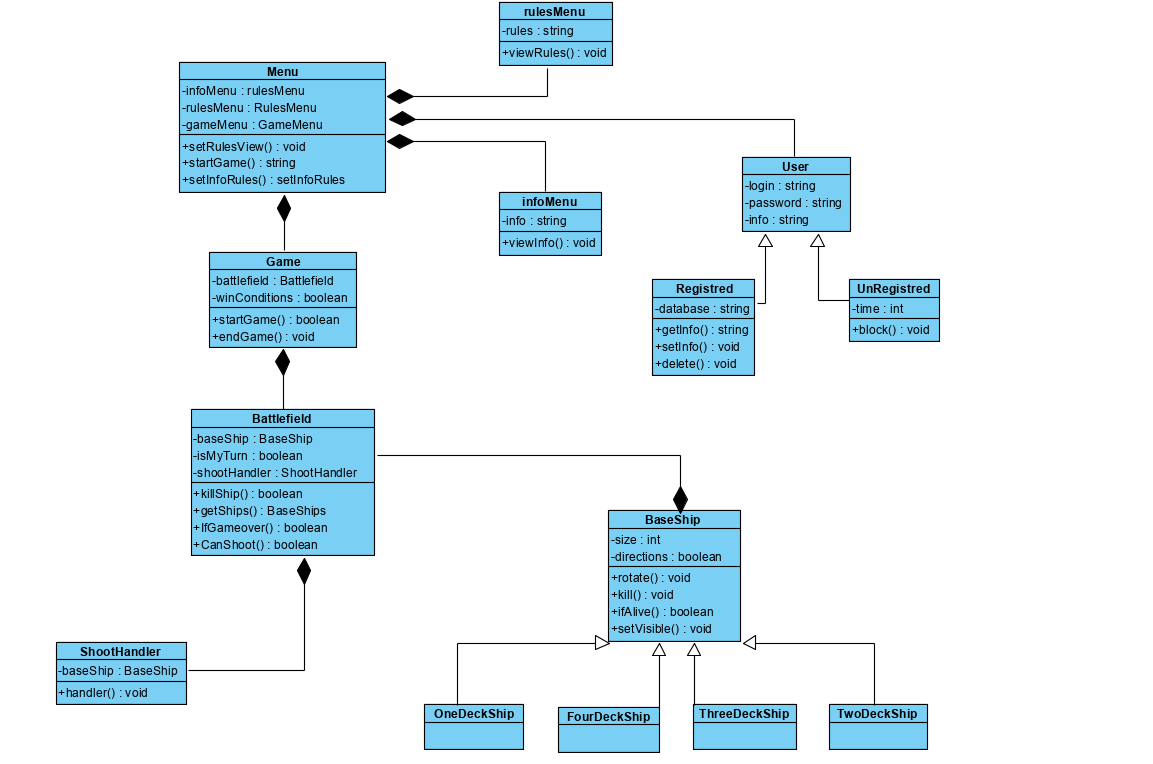 rulesMenu
-rules : string
+viewRules() : void
Menu
-infoMenu : rulesMenu
-rulesMenu : RulesMenu
-gameMenu : GameMenu
+setRulesView() : void
+startGame() : string
+setInfoRules() : setInfoRules
User
-login : string
-password : string
-info : string
infoMenu
-info : string
+viewInfo() : void
Game
-battlefield : Battlefield
-winConditions : boolean
+startGame() : boolean
+endGame() : void
Registred
-database : string
+getInfo() : string
+setInfo() : void
+delete() : void
UnRegistred
-time : int
+block() : void
Battlefield
-baseShip : BaseShip
-isMyTurn : boolean
-shootHandler : ShootHandler
+killShip() : boolean
+getShips() : BaseShips
+IfGameover() : boolean
+CanShoot() : boolean
BaseShip
-size : int
-directions : boolean
+rotate() : void
+kill() : void
+ifAlive() : boolean
+setVisible() : void
ShootHandler
-baseShip : BaseShip
+handler() : void
OneDeckShip
FourDeckShip
ThreeDeckShip
TwoDeckShip